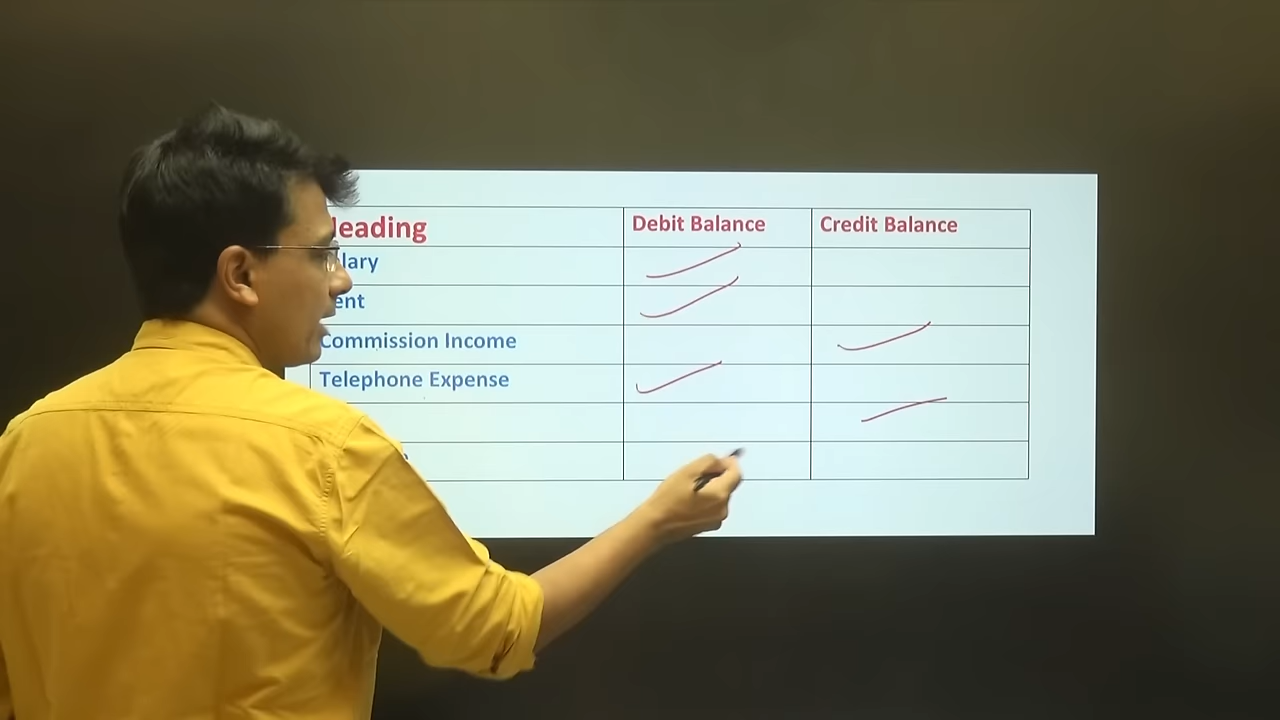 eading Debit Balance Credit Balance
lary
ent
Commission Income
Telephone Expense